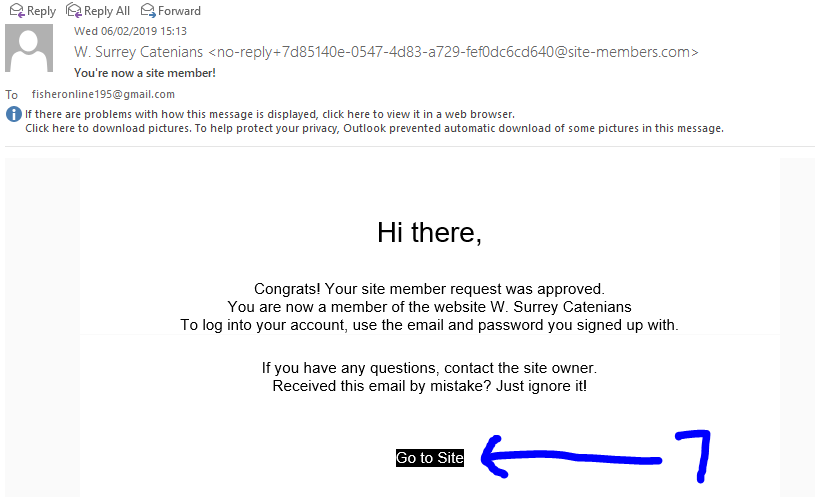 Reply Reply All Forward
Wed 06/02/2019 15:13
W. Surrey Catenians <no-reply+7d85140e-0547-4d83-a729-fef0dc6cd640@site-members.com>
You're now a site member!
To fisheronline195@gmail.com
If there are problems with how this message is displayed, click here to view it in a web browser.
Click here to download pictures. To help protect your privacy, Outlook prevented automatic download of some pictures in this message.
Hi there,
Congrats! Your site member request was approved.
You are now a member of the website W. Surrey Catenians
To log into your account, use the email and password you signed up with.
If you have any questions, contact the site owner.
Received this email by mistake? Just ignore it!
Go to Site 7